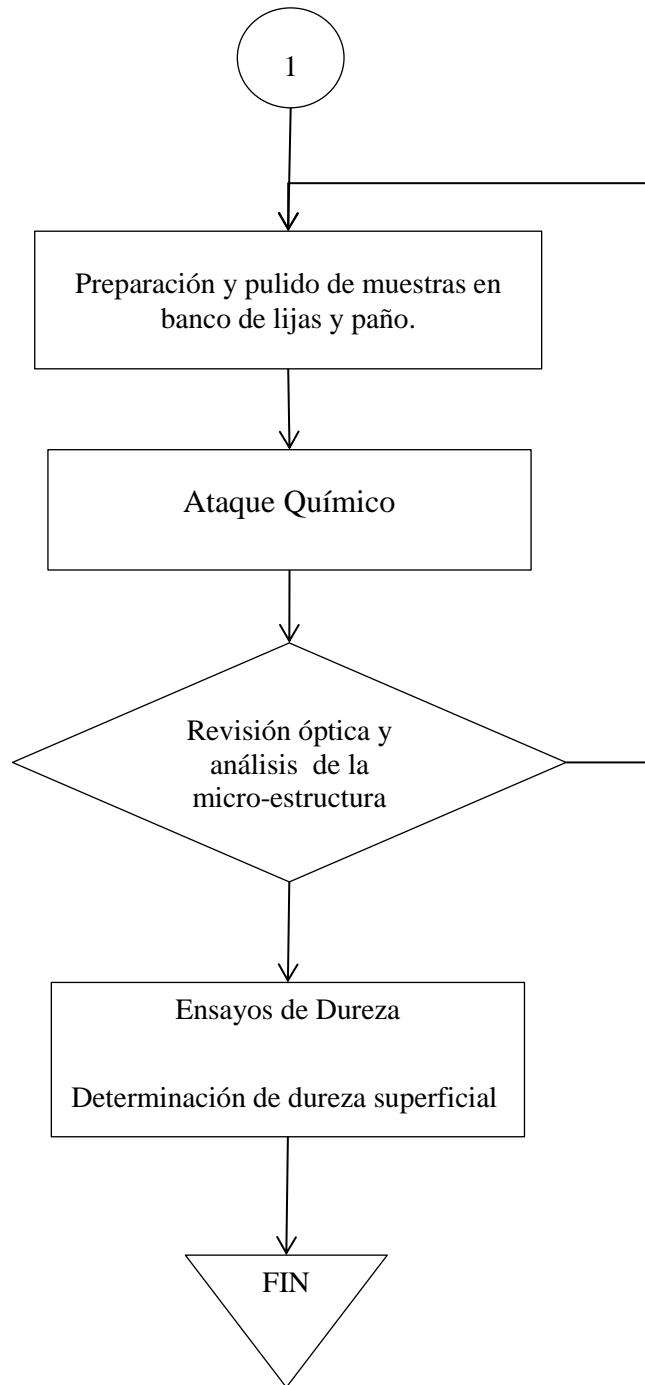 1
Preparación y pulido de muestras en
banco de lijas y paño.
Ataque Químico
Revisión óptica y
análisis de la
micro-estructura
Ensayos de Dureza
Determinación de dureza superficial
FIN